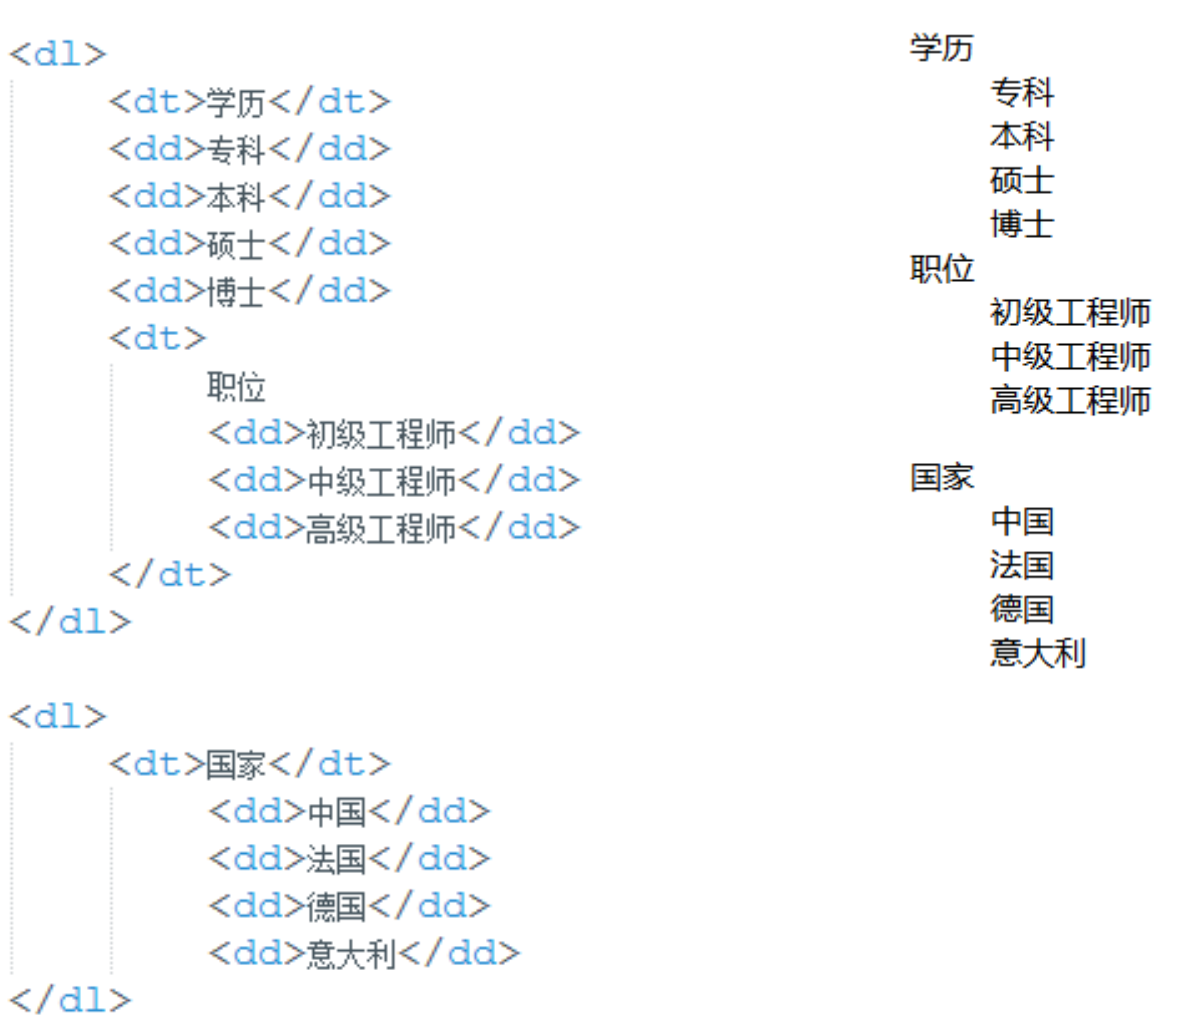 <dl>
<dt>学历</dt>
<dd>专科</dd>
<dd>本科</dd>
<dd>硕士</dd>
<dd>博士</dd>
<dt>
职位
<dd>初级工程师</dd>
<dd>中级工程师</dd>
<dd>高级工程师</dd>
</dt>
</dl>
<dl>
<dt>国家</dt>
<dd>中国</dd>
<dd>法国</dd>
<dd>德国</dd>
<dd>意大利</dd>
</dl>
学历
专科
本科
硕士
博士
职位
初级工程师
中级工程师
高级工程师
国家
中国
法国
德国
意大利